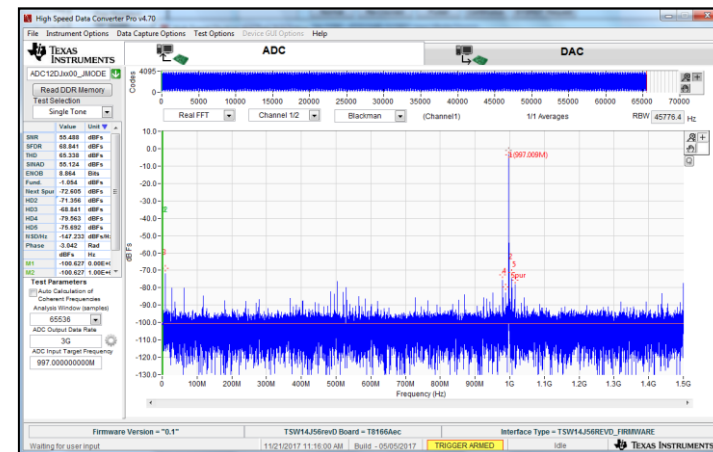 High Speed Data Converter Pro v4.70
File Instrument Options Data Capture Options Test Options Device GUI Options Help
TEXAS INSTRUMENTS
ADC
DAC
ADC12DJxx00_JMODE
Read DDR Memory
Test Selection
Single Tone
Value Unit
SNR 55.488 dBFs
SFDR 68.841 dBFs
THD 65.338 dBFs
SINAD 55.124 dBFs
ENOB 8.864 Bits
Fund. -1.054 dBFs
Next Spur -72.605 dBFs
HD2 -71.356 dBFs
HD3 -68.841 dBFs
HD4 -79.563 dBFs
HD5 -75.692 dBFs
NSD/Hz -147.233 dBFs/H
Phase -3.042 Rad
dBFs Hz
M1 -100.627 0.00E+
M2 -100.627 1.00E+
Test Parameters
Auto Calculation of
Coherent Frequencies
Analysis Window (samples)
65536
ADC Output Data Rate
3G
ADC Input Target Frequency
997.000000000M
Codes
4095
0
0 5000 10000 15000 20000 25000 30000 35000 40000 45000 50000 55000 60000 65000 70000
Real FFT Channel 1/2 Blackman (Channel1) 1/1 Averages RBW 45776.4 Hz
dBFs
10.0
0.0
-10.0
-20.0
-30.0
-40.0
-50.0
-60.0
-70.0
-80.0
-90.0
-100.0
-110.0
-120.0
-130.0
1(997.009M)
2
3
4
Spur
0 100M 200M 300M 400M 500M 600M 700M 800M 900M 1G 1.1G 1.2G 1.3G 1.4G 1.5G
Frequency (Hz)
Firmware Version = "0.1" TSW14J56revD Board = T8166Aec Interface Type = TSW14J56REVD_FIRMWARE
Waiting for user input 11/21/2017 11:16:00 AM Build - 05/05/2017 TRIGGER ARMED Idle TEXAS INSTRUMENTS